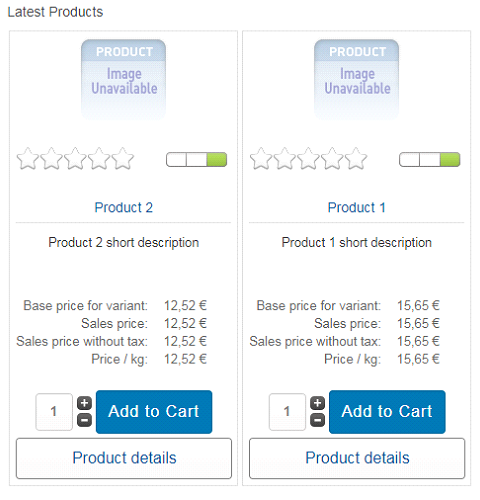 Latest Products
PRODUCT
Image
Unavailable
Product 2
Product 2 short description
Base price for variant: 12,52 €
Sales price: 12,52 €
Sales price without tax: 12,52 €
Price / kg: 12,52 €
1 + - Add to Cart
Product details
PRODUCT
Image
Unavailable
Product 1
Product 1 short description
Base price for variant: 15,65 €
Sales price: 15,65 €
Sales price without tax: 15,65 €
Price / kg: 15,65 €
1 + - Add to Cart
Product details